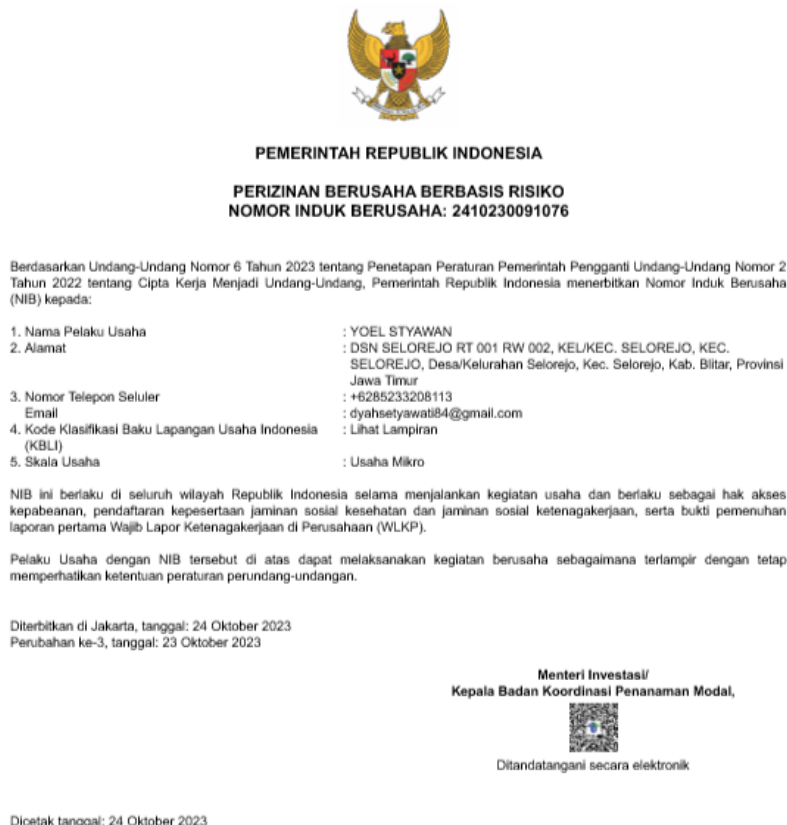 PEMERINTAH REPUBLIK INDONESIA
PERIZINAN BERUSAHA BERBASIS RISIKO
NOMOR INDUK BERUSAHA: 2410230091076
Berdasarkan Undang-Undang Nomor 6 Tahun 2023 tentang Penetapan Peraturan Pemerintah Pengganti Undang-Undang Nomor 2
Tahun 2022 tentang Cipta Kerja Menjadi Undang-Undang, Pemerintah Republik Indonesia menerbitkan Nomor Induk Berusaha
(NIB) kepada:
1. Nama Pelaku Usaha : YOEL STYAWAN
2. Alamat : DSN SELOREJO RT 001 RW 002, KEL/KEC. SELOREJO, KEC.
SELOREJO, Desa/Kelurahan Selorejo, Kec. Selorejo, Kab. Blitar, Provinsi
Jawa Timur
3. Nomor Telepon Seluler : +6285233208113
Email : dyahsetyawati84@gmail.com
4. Kode Klasifikasi Baku Lapangan Usaha Indonesia : Lihat Lampiran
(KBLI)
5. Skala Usaha : Usaha Mikro
NIB ini berlaku di seluruh wilayah Republik Indonesia selama menjalankan kegiatan usaha dan berlaku sebagai hak akses
kepabeanan, pendaftaran kepesertaan jaminan sosial kesehatan dan jaminan sosial ketenagakerjaan, serta bukti pemenuhan
laporan pertama Wajib Lapor Ketenagakerjaan di Perusahaan (WLKP).
Pelaku Usaha dengan NIB tersebut di atas dapat melaksanakan kegiatan berusaha sebagaimana terlampir dengan tetap
memperhatikan ketentuan peraturan perundang-undangan.
Diterbitkan di Jakarta, tanggal: 24 Oktober 2023
Perubahan ke-3, tanggal: 23 Oktober 2023
Menteri Investasi/
Kepala Badan Koordinasi Penanaman Modal,
Ditandatangani secara elektronik
Dicetak tanggal: 24 Oktober 2023